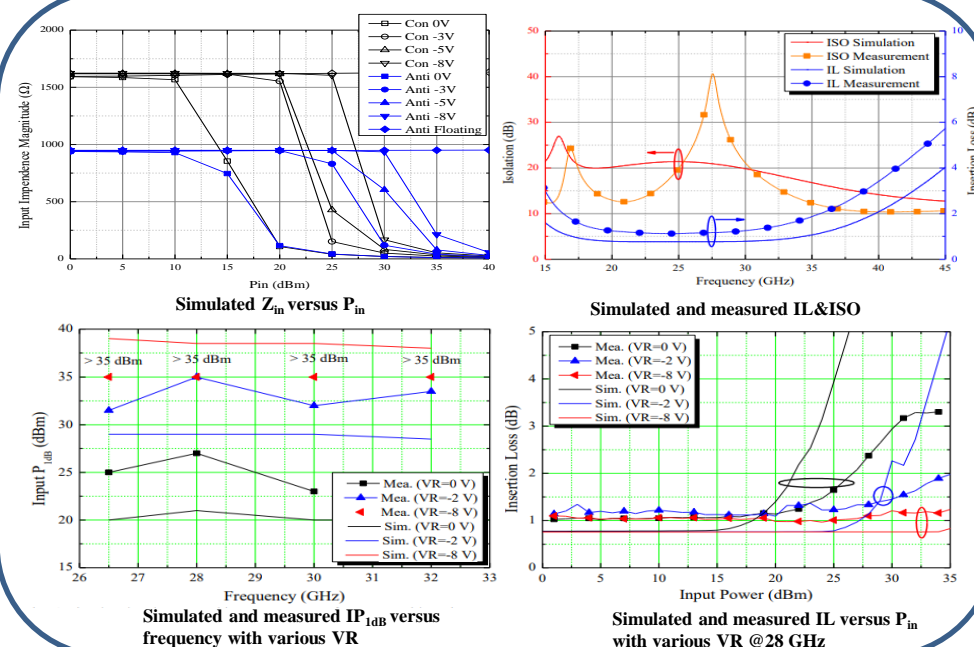 2000
1500
1000
500
0
0 5 10 15 20 25 30 35 40
Input Impendence Magnitude (Ω)
Pin (dBm)
Con 0V
Con -3V
Con -5V
Con -8V
Anti 0V
Anti -3V
Anti -5V
Anti -8V
Anti Floating
Simulated Zin versus Pin
50
40
30
20
10
0
10
8
6
4
2
0
15 20 25 30 35 40 45
Isolation (dB)
Insertion Loss (dB)
Frequency (GHz)
ISO Simulation
ISO Measurement
IL Simulation
IL Measurement
Simulated and measured IL&ISO
40
35
30
25
20
15
26 27 28 29 30 31 32 33
Input P1dB (dBm)
Frequency (GHz)
> 35 dBm
> 35 dBm
> 35 dBm
> 35 dBm
Mea. (VR=0 V)
Mea. (VR=-2 V)
Mea. (VR=-8 V)
Sim. (VR=0 V)
Sim. (VR=-2 V)
Sim. (VR=-8 V)
Simulated and measured IP1dB versus
frequency with various VR
5
4
3
2
1
0
0 5 10 15 20 25 30 35
Insertion Loss (dB)
Input Power (dBm)
Mea. (VR=0 V)
Mea. (VR=-2 V)
Mea. (VR=-8 V)
Sim. (VR=0 V)
Sim. (VR=-2 V)
Sim. (VR=-8 V)
Simulated and measured IL versus Pin
with various VR @28 GHz